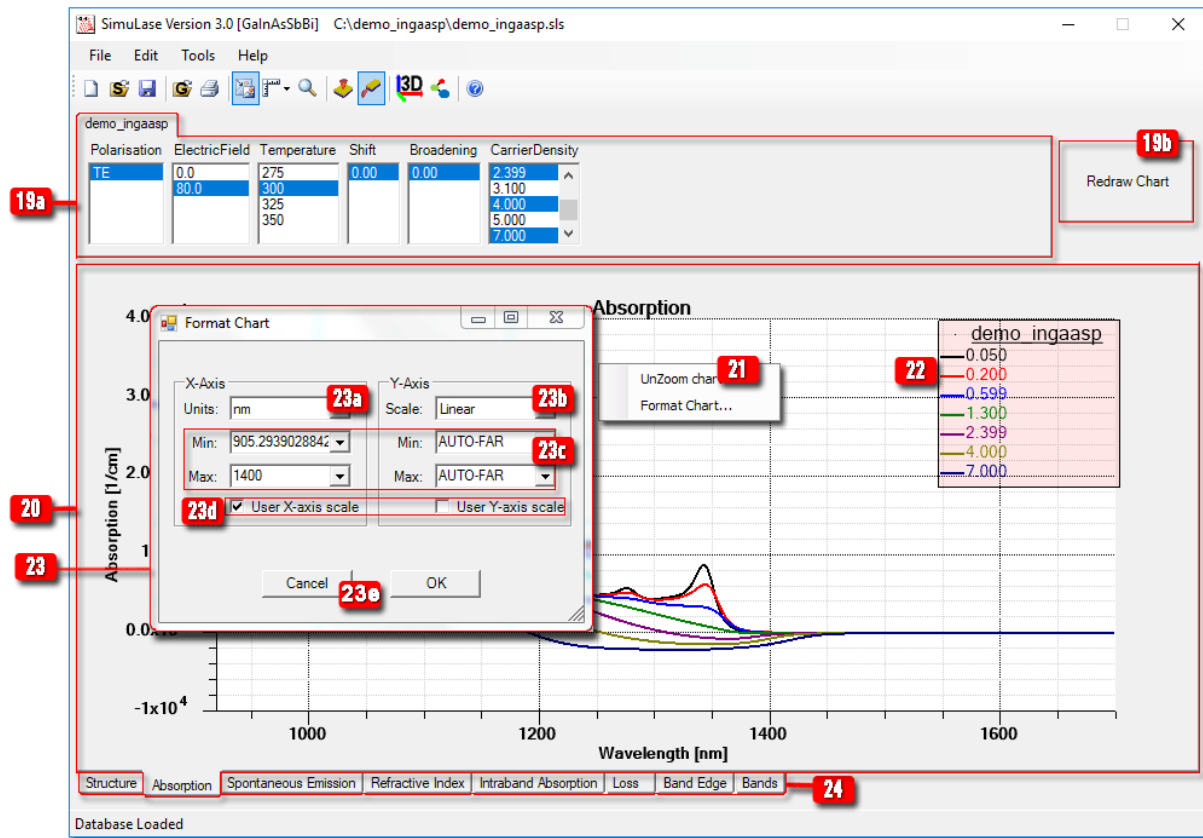 SimuLase Version 3.0 [GaInAsSbBi]    C:\demo_ingaasp\demo_ingaasp.sls
File Edit Tools Help
3D
demo_ingaasp
19b
Polarisation ElectricField Temperature Shift Broadening CarrierDensity
TE 0.0 275 0.00 0.00 2.399
80.0 300 3.100
325 4.000
350 5.000
7.000
Redraw Chart
19a
Absorption
4.0
3.0
2.0
1
0.0x10
-1x10⁴
Absorption [1/cm]
Format Chart
X-Axis
Units: nm
23a
Min: 905.2939028842
Max: 1400
User X-axis scale
23d
Y-Axis
Scale: Linear
23b
Min: AUTO-FAR
23c
Max: AUTO-FAR
User Y-axis scale
Cancel
OK
23e
UnZoom char
21
Format Chart...
22
demo_ingaasp
0.050
0.200
0.599
1.300
2.399
4.000
7.000
20
23
1000 1200 1400 1600
Wavelength [nm]
Structure Absorption Spontaneous Emission Refractive Index Intraband Absorption Loss Band Edge Bands
24
Database Loaded